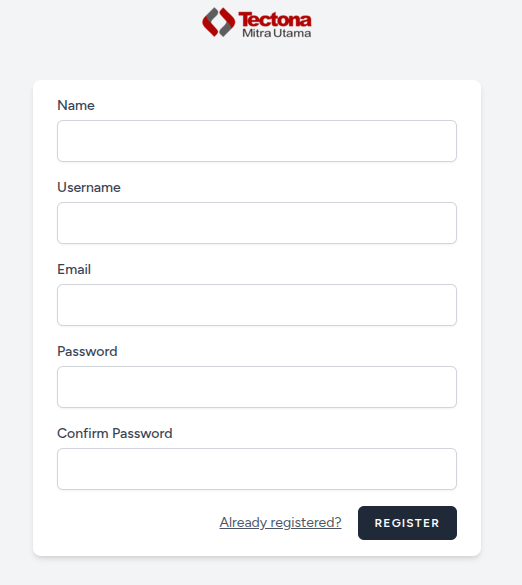 Tectona
Mitra Utama
Name
Username
Email
Password
Confirm Password
Already registered?
REGISTER